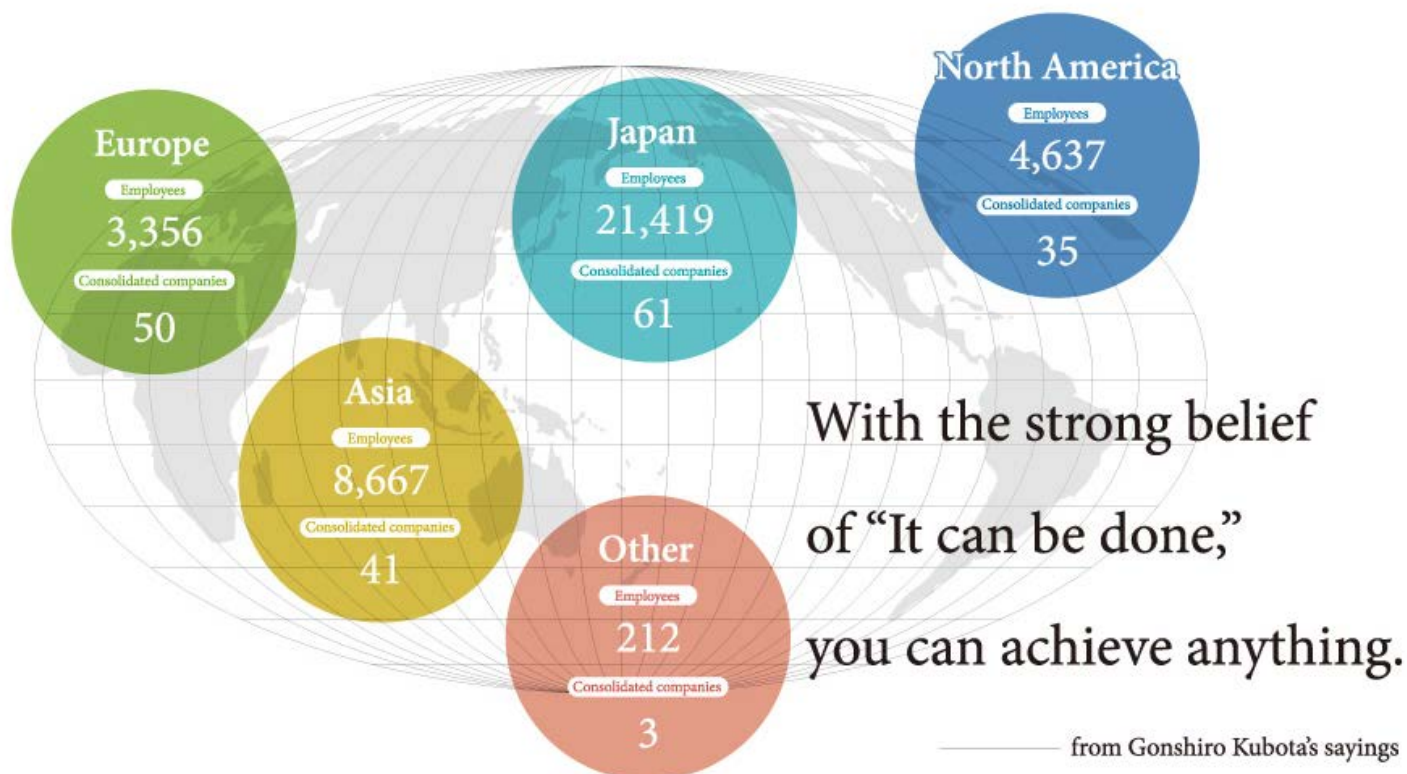 Europe
Employees
3,356
Consolidated companies
50
Japan
Employees
21,419
Consolidated companies
61
North America
Employees
4,637
Consolidated companies
35
Asia
Employees
8,667
Consolidated companies
41
Other
Employees
212
Consolidated companies
3
With the strong belief
of “It can be done,”
you can achieve anything.
from Gonshiro Kubota’s sayings